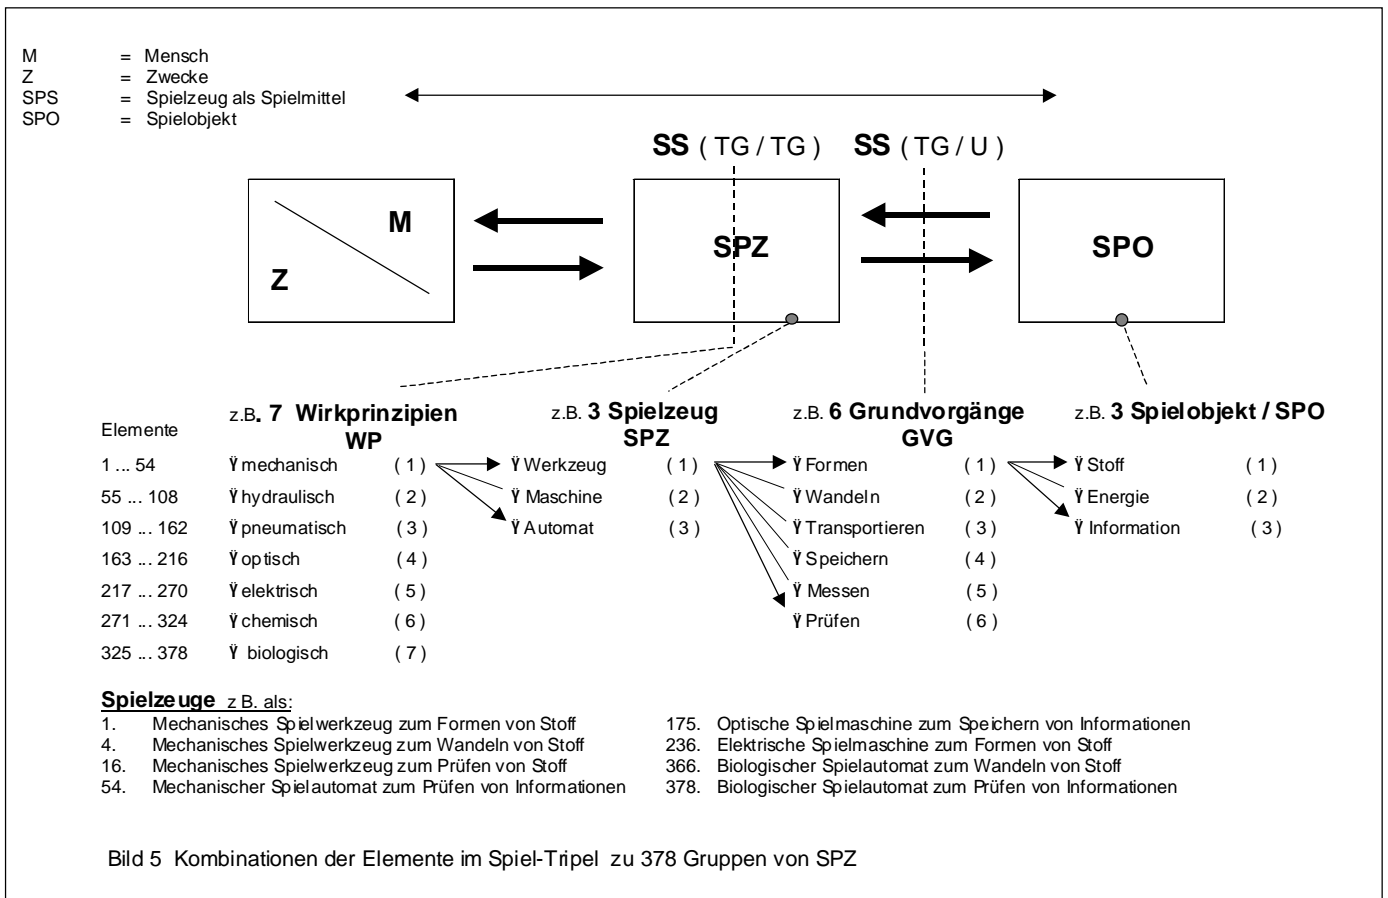 M = Mensch
Z = Zwecke
SPS = Spielzeug als Spielmittel
SPO = Spielobjekt
SS ( TG / TG ) SS ( TG / U )
M
Z
SPZ
SPO
Elemente
z.B. 7 Wirkprinzipien
WP
z.B. 3 Spielzeug
SPZ
z.B. 6 Grundvorgänge
GVG
z.B. 3 Spielobjekt / SPO
1 ... 54 Ÿ mechanisch ( 1 ) Ÿ Werkzeug ( 1 ) Ÿ Formen ( 1 ) Ÿ Stoff ( 1 )
55 ... 108 Ÿ hydraulisch ( 2 ) Ÿ Maschine ( 2 ) Ÿ Wandeln ( 2 ) Ÿ Energie ( 2 )
109 ... 162 Ÿ pneumatisch ( 3 ) Ÿ Automat ( 3 ) Ÿ Transportieren ( 3 ) Ÿ Information ( 3 )
163 ... 216 Ÿ optisch ( 4 ) Ÿ Speichern ( 4 )
217 ... 270 Ÿ elektrisch ( 5 ) Ÿ Messen ( 5 )
271 ... 324 Ÿ chemisch ( 6 ) Ÿ Prüfen ( 6 )
325 ... 378 Ÿ biologisch ( 7 )
Spielzeuge z B. als:
1. Mechanisches Spielwerkzeug zum Formen von Stoff
4. Mechanisches Spielwerkzeug zum Wandeln von Stoff
16. Mechanisches Spielwerkzeug zum Prüfen von Stoff
54. Mechanischer Spielautomat zum Prüfen von Informationen
175. Optische Spielmaschine zum Speichern von Informationen
236. Elektrische Spielmaschine zum Formen von Stoff
366. Biologischer Spielautomat zum Wandeln von Stoff
378. Biologischer Spielautomat zum Prüfen von Informationen
Bild 5 Kombinationen der Elemente im Spiel-Tripel zu 378 Gruppen von SPZ